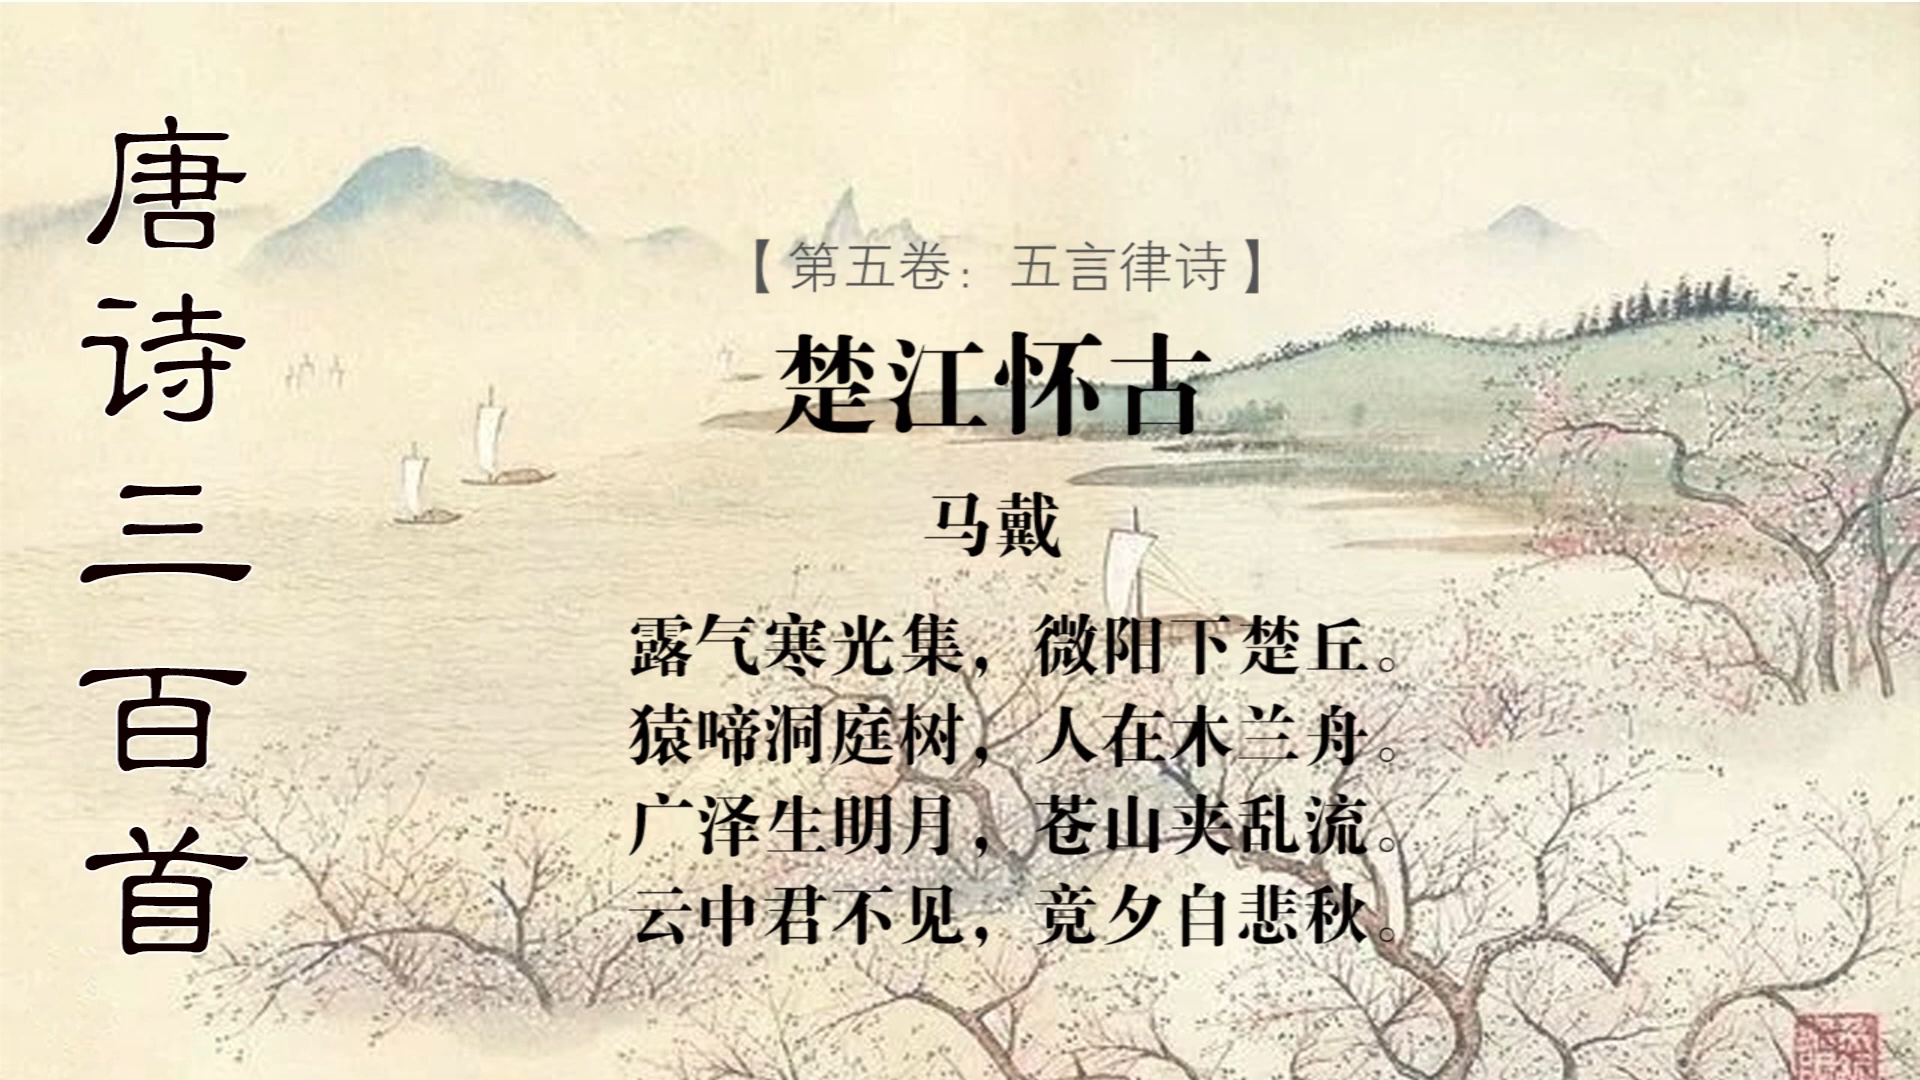 唐诗三百首
【第五卷：五言律诗】
楚江怀古
马戴
露气寒光集，微阳下楚丘。
猿啼洞庭树，人在木兰舟。
广泽生明月，苍山夹乱流。
云中君不见，竟夕自悲秋。